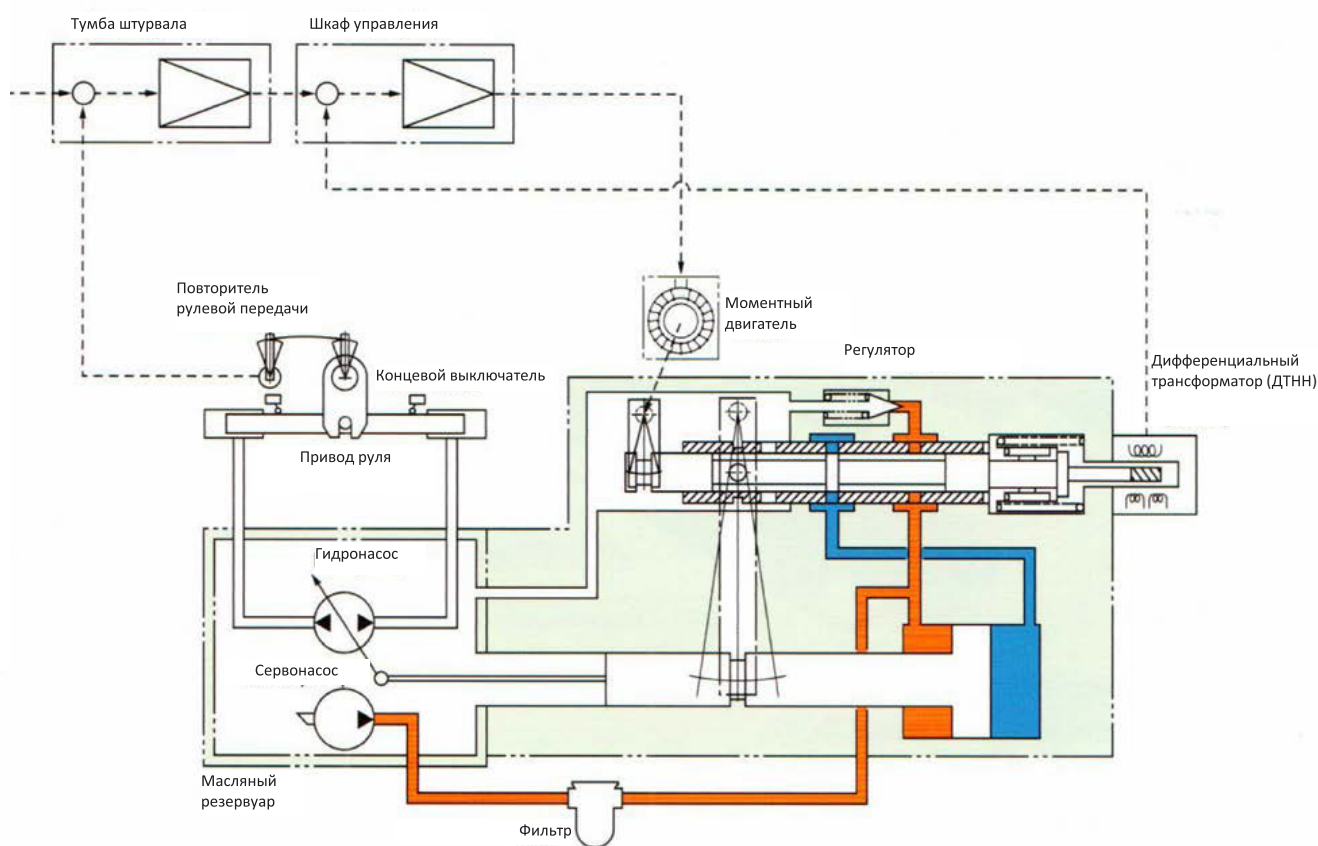 Тумба штурвала
Шкаф управления
Повторитель
рулевой передачи
Моментный
двигатель
Регулятор
Дифференциальный
трансформатор (ДТНН)
Концевой выключатель
Привод руля
Гидронасос
Сервонасос
Масляный
резервуар
Фильтр